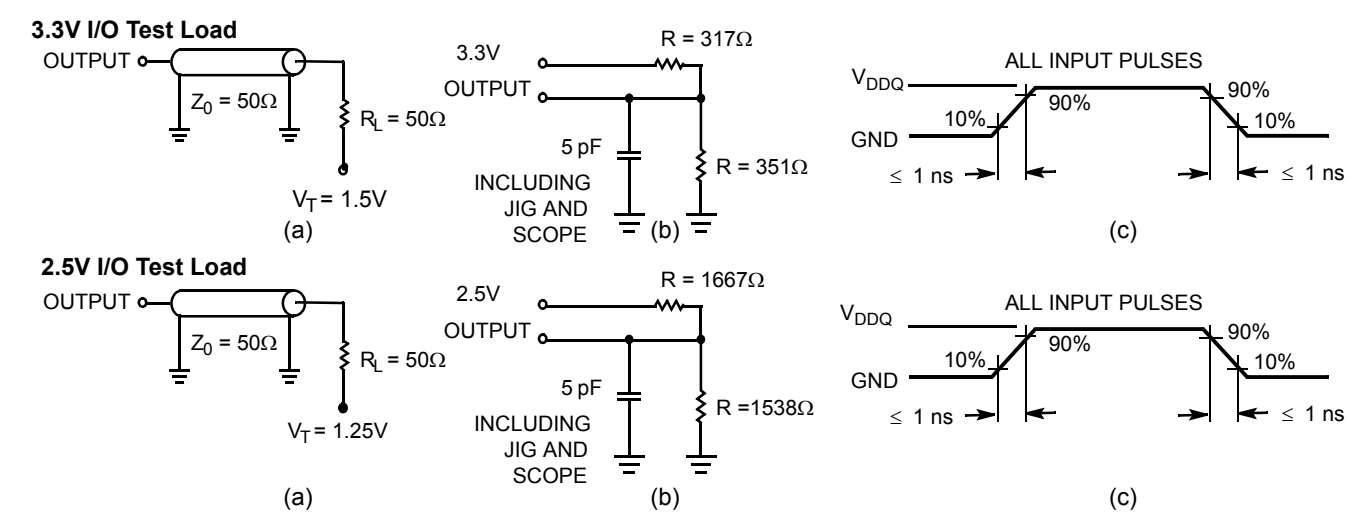 3.3V I/O Test Load
OUTPUT
Z0 = 50Ω
RL = 50Ω
VT = 1.5V
(a)
3.3V
OUTPUT
R = 317Ω
5 pF
INCLUDING
JIG AND
SCOPE
R = 351Ω
(b)
ALL INPUT PULSES
VDDQ
GND
10%
90%
90%
10%
≤ 1 ns
≤ 1 ns
(c)
2.5V I/O Test Load
OUTPUT
Z0 = 50Ω
RL = 50Ω
VT = 1.25V
(a)
2.5V
OUTPUT
R = 1667Ω
5 pF
INCLUDING
JIG AND
SCOPE
R =1538Ω
(b)
ALL INPUT PULSES
VDDQ
GND
10%
90%
90%
10%
≤ 1 ns
≤ 1 ns
(c)